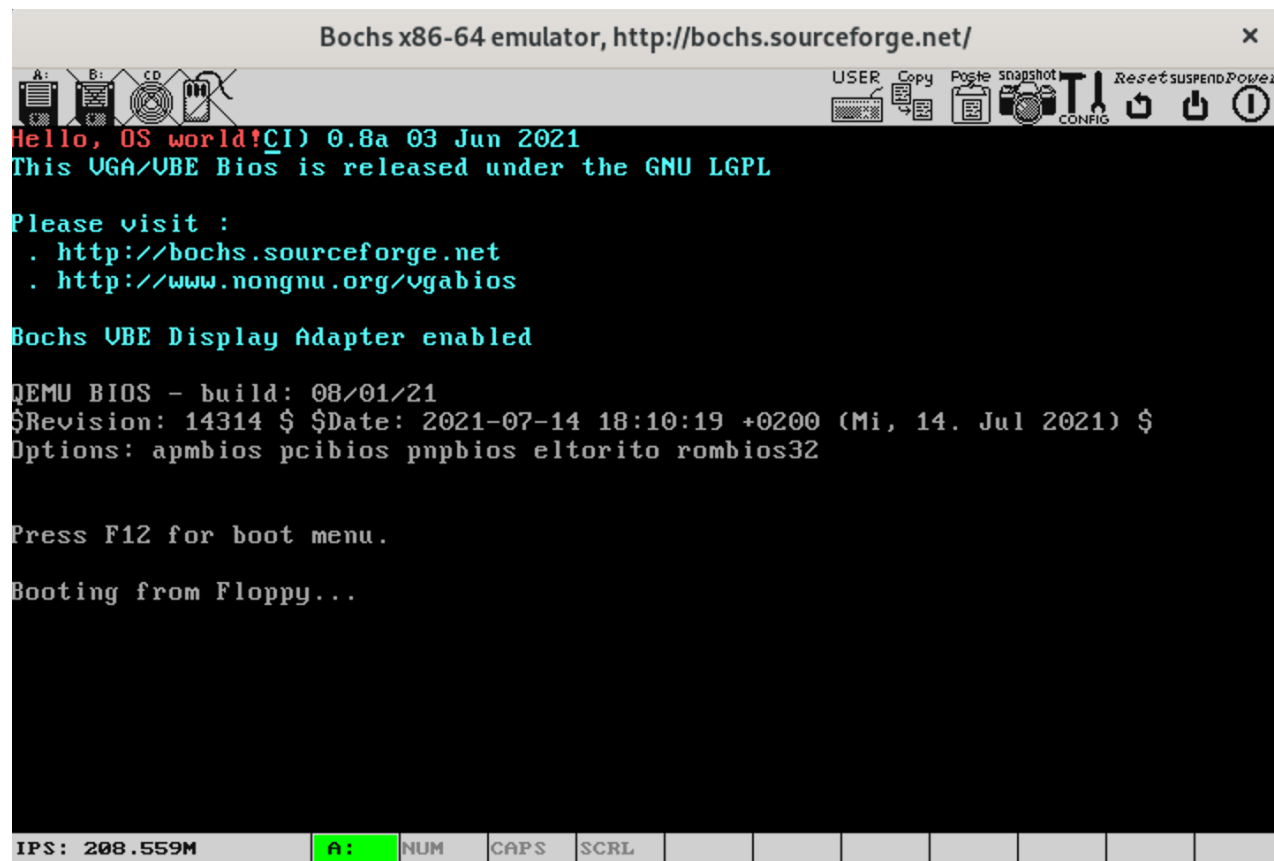 Bochs x86-64 emulator, http://bochs.sourceforge.net/ ×
A: B: CD USER Copy Paste snapshot CONFIG Reset SUSPEND Power
Hello, OS world!CI) 0.8a 03 Jun 2021
This VGA/VBE Bios is released under the GNU LGPL
Please visit :
. http://bochs.sourceforge.net
. http://www.nongnu.org/vgabios
Bochs VBE Display Adapter enabled
QEMU BIOS - build: 08/01/21
$Revision: 14314 $ $Date: 2021-07-14 18:10:19 +0200 (Mi, 14. Jul 2021) $
Options: apmbios pcibios pnpbios eltorito rombios32
Press F12 for boot menu.
Booting from Floppy...
IPS: 208.559M A: NUM CAPS SCRL